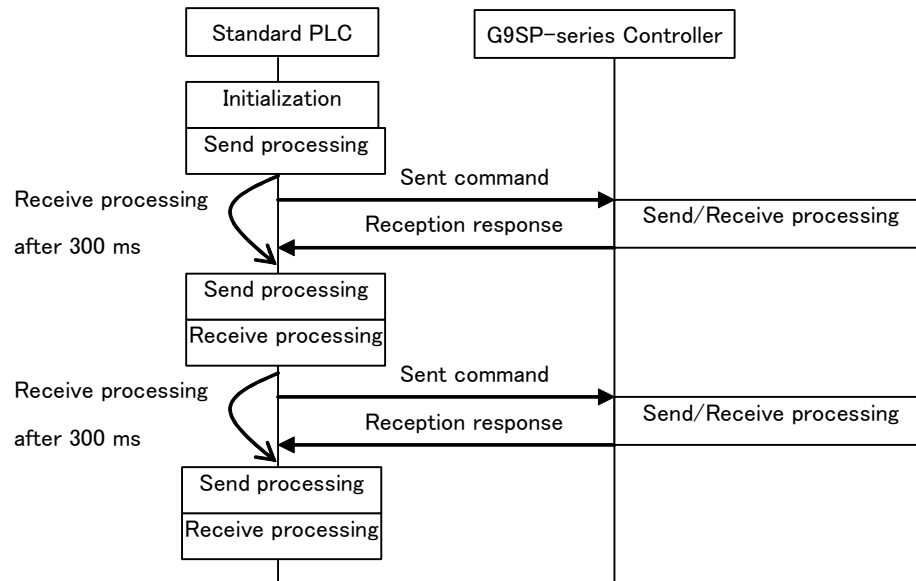 Standard PLC
G9SP-series Controller
Initialization
Send processing
Sent command
Receive processing
after 300 ms
Send/Receive processing
Reception response
Send processing
Receive processing
Sent command
Receive processing
after 300 ms
Send/Receive processing
Reception response
Send processing
Receive processing